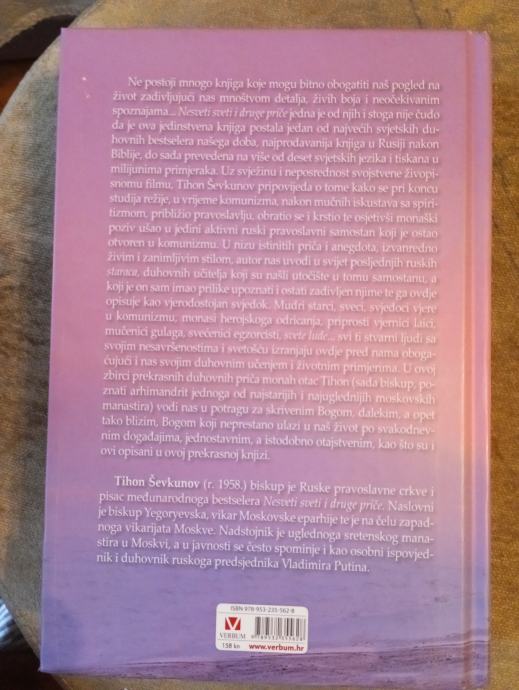 Ne postoji mnogo knjiga koje mogu bitno obogatiti naš pogled na
život zadivljujući nas mnoštvom detalja, živih boja i neočekivanim
spoznajama... Nesveti sveti i druge priče jedna je od njih i stoga nije čudo
da je ova jedinstvena knjiga postala jedan od najvećih svjetskih du-
hovnih bestselera našega doba, najprodavanija knjiga u Rusiji nakon
Biblije, do sada prevedena na više od deset svjetskih jezika i tiskana u
milijunima primjeraka. Uz svježinu i neposrednost svojstvene živopi-
snomu filmu, Tihon Ševkunov pripovijeda o tome kako se pri koncu
studija režije, u vrijeme komunizma, nakon mučnih iskustava sa spiri-
tizmom, približio pravoslavlju, obratio se i krstio te osjetivši monaški
poziv ušao u jedini aktivni ruski pravoslavni samostan koji je ostao
otvoren u komunizmu. U nizu istinitih priča i anegdota, izvanredno
živim i zanimljivim stilom, autor nas uvodi u svijet posljednjih ruskih
staraca, duhovnih učitelja koji su našli utočište u tomu samostanu, a
koji je on sam imao prilike upoznati i ostati zadivljen njime te ga ovdje
opisuje kao vjerodostojan svjedok. Mudri starci, sveci, svjedoci vjere
u komunizmu, monasi herojskoga odricanja, priprosti vjernici laici,
mučenici gulaga, svećenici egzorcisti, svete lude... svi ti stvarni ljudi sa
svojim nesavršenostima i svetošću izranjaju ovdje pred nama oboga-
ćujući i nas svojim duhovnim učenjem i životnim primjerima. U ovoj
zbirci prekrasnih duhovnih priča monah otac Tihon (sada biskup, po-
znati arhimandrit jednoga od najstarijih i najuglednijih moskovskih
manastira) vodi nas u potragu za skrivenim Bogom, dalekim, a opet
tako blizim, Bogom koji neprestano ulazi u naš život po svakodnev-
nim događajima, jednostavnim, a istodobno otajstvenim, kao što su i
ovi opisani u ovoj prekrasnoj knjizi.
Tihon Ševkunov (r. 1958.) biskup je Ruske pravoslavne crkve i
pisac međunarodnoga bestselera Nesveti sveti i druge priče. Naslovni
je biskup Yegoryevska, vikar Moskovske eparhije te je na čelu zapad-
noga vikarijata Moskve. Nadstojnik je uglednoga sretenskog mana-
stira u Moskvi, a u javnosti se često spominje i kao osobni ispovjed-
nik i duhovnik ruskoga predsjednika Vladimira Putina.
ISBN 978-953-235-562-8
VERBUM
9 789532 355628
158 kn
www.verbum.hr